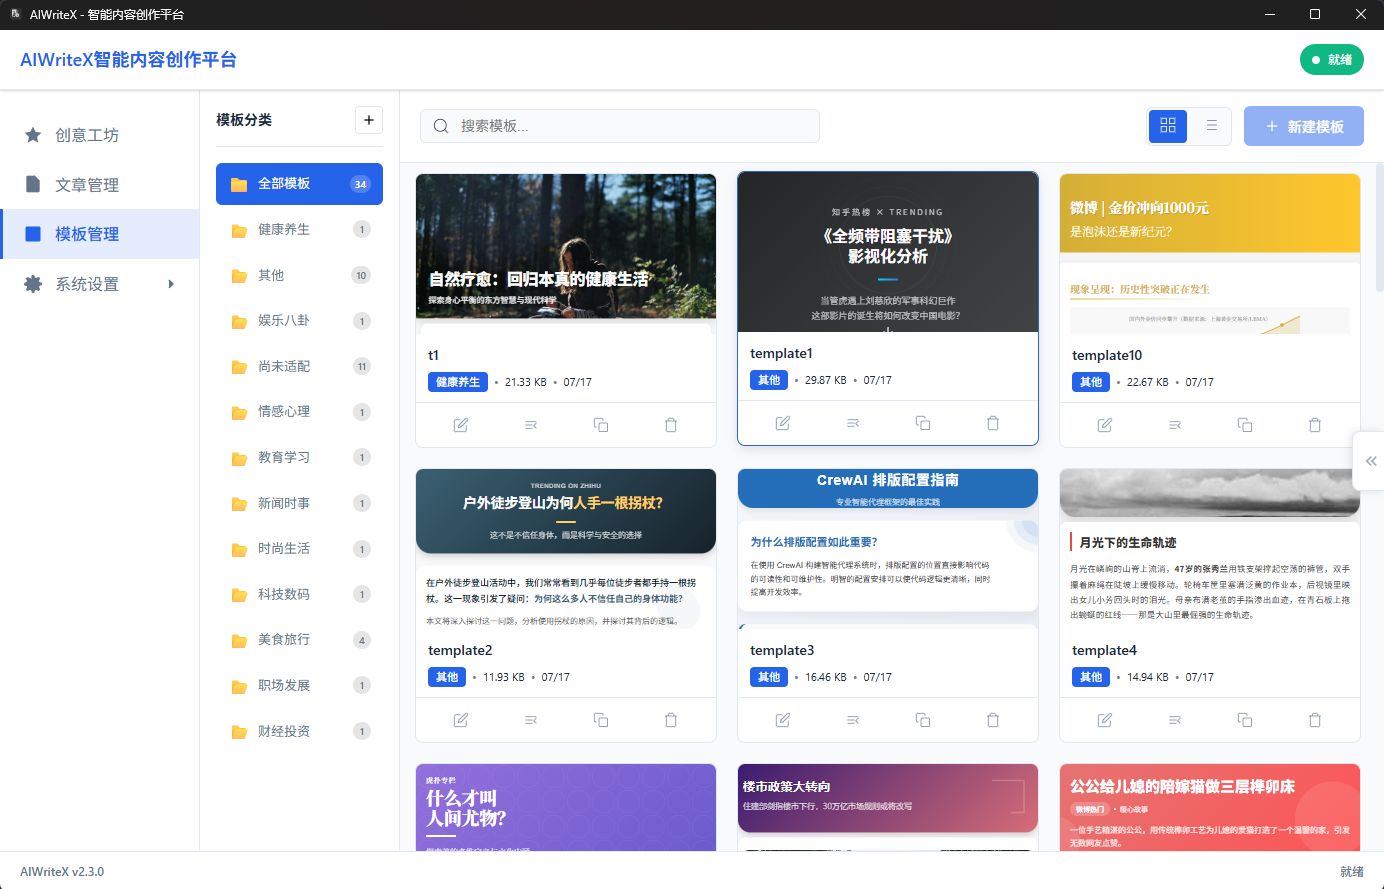 AIWriteX - 智能内容创作平台
AIWriteX智能内容创作平台
就绪
创意工坊
文章管理
模板管理
系统设置
模板分类
+
全部模板 34
健康养生 1
其他 10
娱乐八卦 1
尚未适配 11
情感心理 1
教育学习 1
新闻时事 1
时尚生活 1
科技数码 1
美食旅行 4
职场发展 1
财经投资 1
搜索模板...
+ 新建模板
自然疗愈：回归本真的健康生活
探索身心平衡的东方智慧与现代科学
t1
健康养生 • 21.33 KB • 07/17
知乎热榜 × TRENDING
《全频带阻塞干扰》
影视化分析
当管虎遇上刘慈欣的军事科幻巨作
这部影片的诞生将如何改变中国电影?
template1
其他 • 29.87 KB • 07/17
微博 | 金价冲向1000元
是泡沫还是新纪元?
现象呈现：历史性突破正在发生
国内外金价同步攀升（数据来源：上海黄金交易所/LBMA）
template10
其他 • 22.67 KB • 07/17
TRENDING ON ZHIHU
户外徒步登山为何人手一根拐杖?
这不是不信任身体，而是科学与安全的选择
在户外徒步登山活动中，我们常常看到几乎每位徒步者都手持一根拐
杖。这一现象引发了疑问：为何这么多人不信任自己的身体功能?
本文将深入探讨这一问题，分析使用拐杖的原因，并探讨其背后的逻辑。
template2
其他 • 11.93 KB • 07/17
CrewAI 排版配置指南
专业智能代理框架的最佳实践
为什么排版配置如此重要?
在使用 CrewAI 构建智能代理系统时，排版配置的位置直接影响代码
的可读性和可维护性。明智的配置安排可以使代码逻辑更清晰，同时
提高开发效率。
template3
其他 • 16.46 KB • 07/17
月光下的生命轨迹
月光在嶙峋的山脊上流淌，47岁的张秀兰用铁支架撑起空荡的裤管，双手
攥着麻绳在陡坡上缓慢移动。轮椅车筐里塞满泛黄的作业本，后视镜里映
出女儿小芳回头时的泪光。母亲布满老茧的手指渗出血迹，在青石板上拖
出蜿蜒的红线——那是大山里最倔强的生命轨迹。
template4
其他 • 14.94 KB • 07/17
虎扑专栏
什么才叫
人间尤物?
楼市政策大转向
住建部剑指楼市下行，30万亿市场规则或将改写
公公给儿媳的陪嫁猫做三层榫卯床
微博热门 • 暖心故事
一位手艺精湛的公公，用传统榫卯工艺为儿媳的爱猫打造了一个温馨的家，引发
无数网友点赞。
AIWriteX v2.3.0
就绪